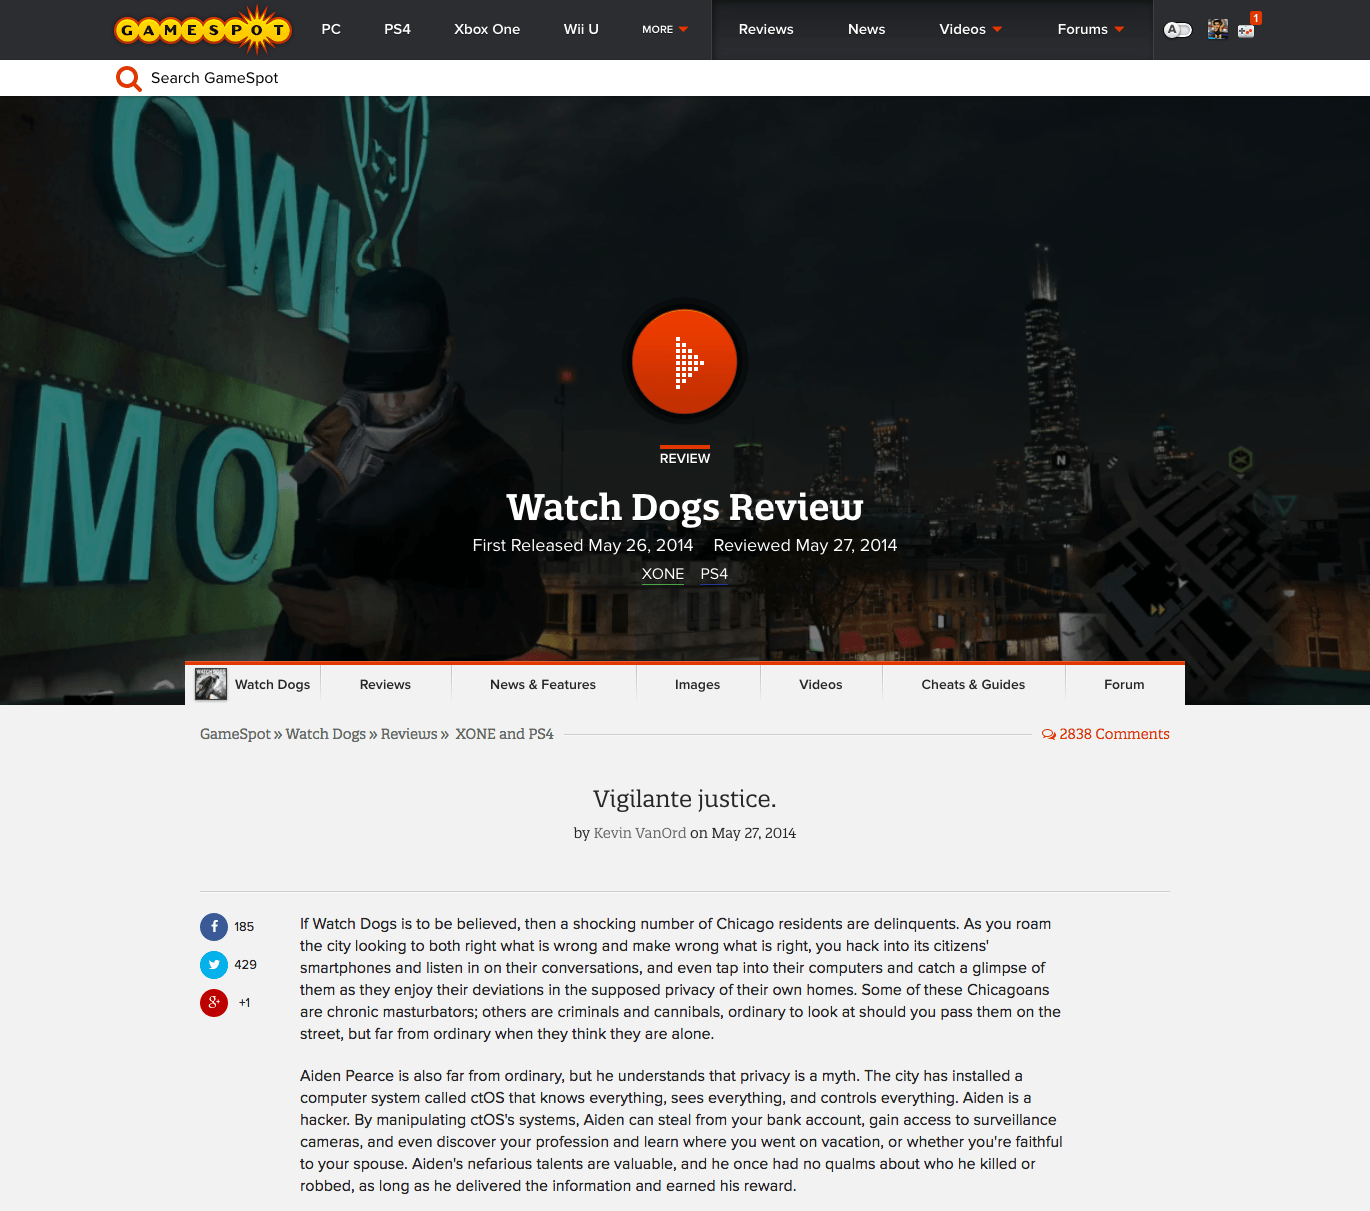 GAMESPOT PC PS4 Xbox One Wii U MORE Reviews News Videos Forums A 1
Search GameSpot
OWL
MO
N
REVIEW
Watch Dogs Review
First Released May 26, 2014 Reviewed May 27, 2014
XONE PS4
WATCH DOGS Watch Dogs Reviews News & Features Images Videos Cheats & Guides Forum
GameSpot » Watch Dogs » Reviews » XONE and PS4 2838 Comments
Vigilante justice.
by Kevin VanOrd on May 27, 2014
f 185
429
g+ +1
If Watch Dogs is to be believed, then a shocking number of Chicago residents are delinquents. As you roam
the city looking to both right what is wrong and make wrong what is right, you hack into its citizens'
smartphones and listen in on their conversations, and even tap into their computers and catch a glimpse of
them as they enjoy their deviations in the supposed privacy of their own homes. Some of these Chicagoans
are chronic masturbators; others are criminals and cannibals, ordinary to look at should you pass them on the
street, but far from ordinary when they think they are alone.
Aiden Pearce is also far from ordinary, but he understands that privacy is a myth. The city has installed a
computer system called ctOS that knows everything, sees everything, and controls everything. Aiden is a
hacker. By manipulating ctOS's systems, Aiden can steal from your bank account, gain access to surveillance
cameras, and even discover your profession and learn where you went on vacation, or whether you're faithful
to your spouse. Aiden's nefarious talents are valuable, and he once had no qualms about who he killed or
robbed, as long as he delivered the information and earned his reward.